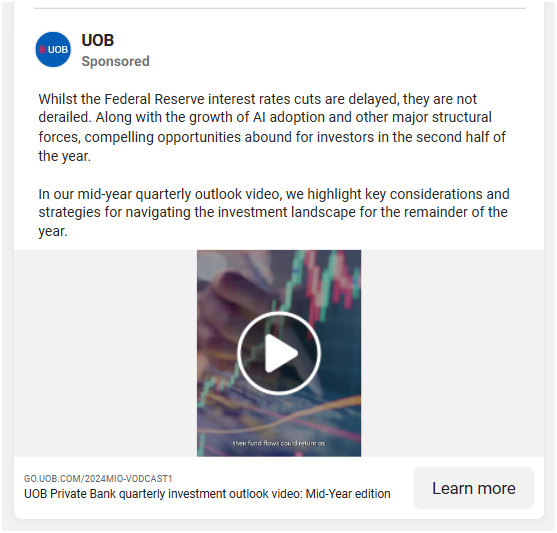 UOB
UOB
Sponsored
Whilst the Federal Reserve interest rates cuts are delayed, they are not
derailed. Along with the growth of AI adoption and other major structural
forces, compelling opportunities abound for investors in the second half of
the year.
In our mid-year quarterly outlook video, we highlight key considerations and
strategies for navigating the investment landscape for the remainder of the
year.
their fund flows could return as
GO.UOB.COM/2024MIO-VODCAST1
UOB Private Bank quarterly investment outlook video: Mid-Year edition
Learn more